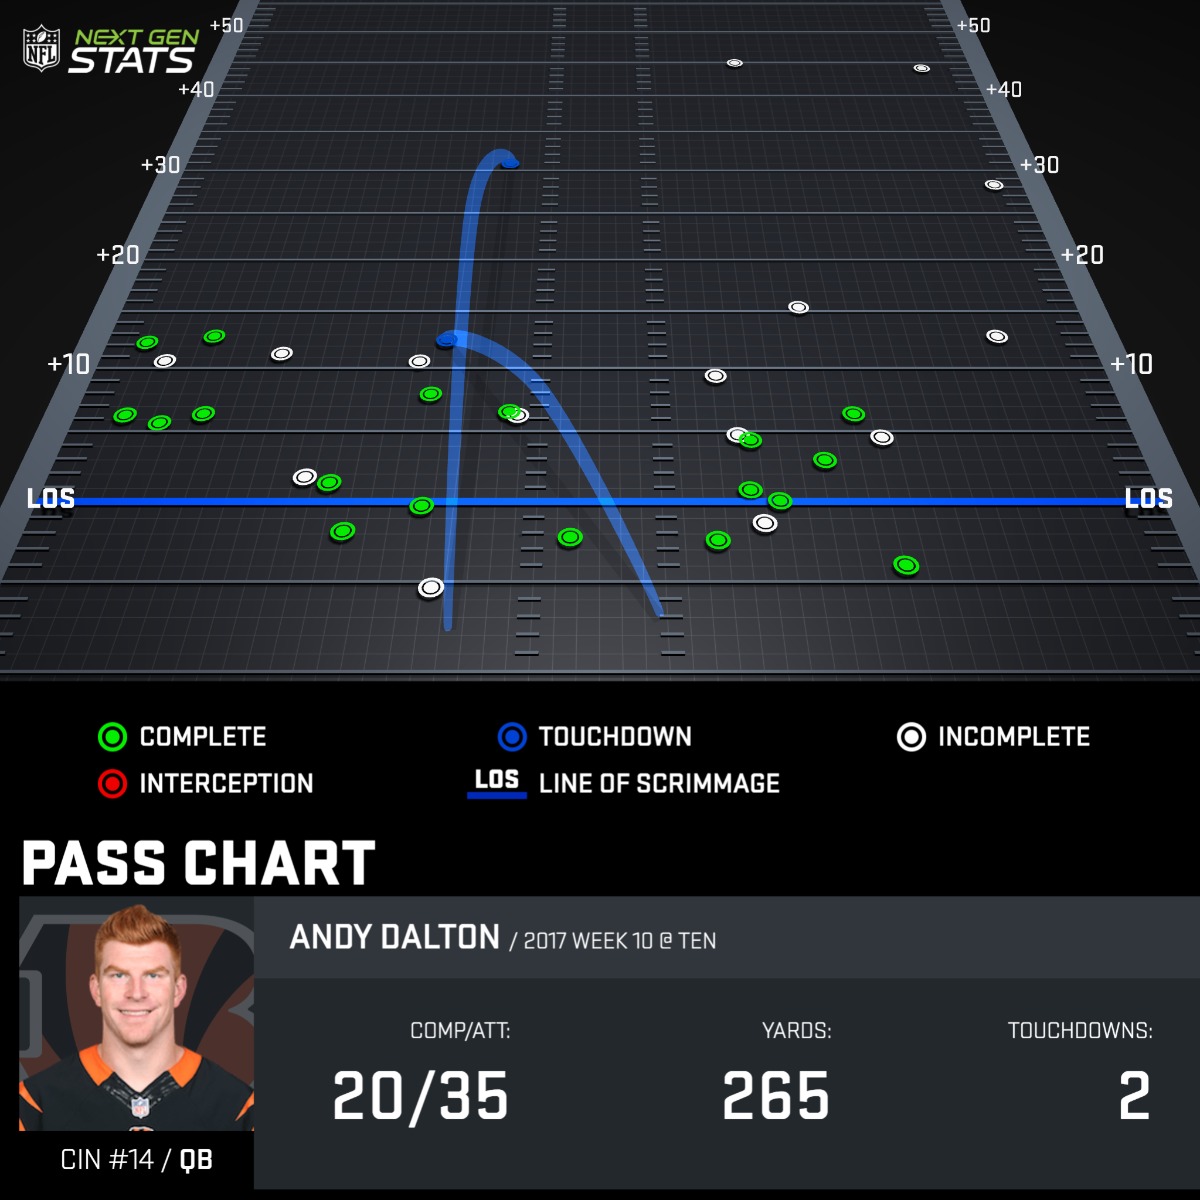 NFL NEXT GEN STATS
+50 +50
+40 +40
+30 +30
+20 +20
+10 +10
LOS LOS
COMPLETE TOUCHDOWN INCOMPLETE
INTERCEPTION LOS LINE OF SCRIMMAGE
PASS CHART
ANDY DALTON / 2017 WEEK 10 @ TEN
COMP/ATT: YARDS: TOUCHDOWNS:
20/35 265 2
CIN #14 / QB